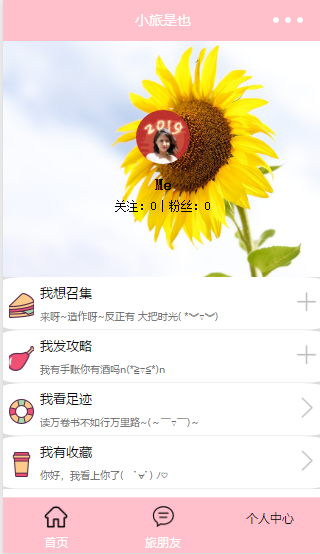 小旅是也
2019
Me
关注：0 | 粉丝：0
我想召集
来呀~造作呀~反正有 大把时光( *︾▽︾)
我发攻略
我有手账你有酒吗n(*≧▽≦*)n
我看足迹
读万卷书不如行万里路~(～￣▽￣)～
我有收藏
你好，我看上你了( ﾟ∀ﾟ) ﾉ♡
首页
旅朋友
个人中心